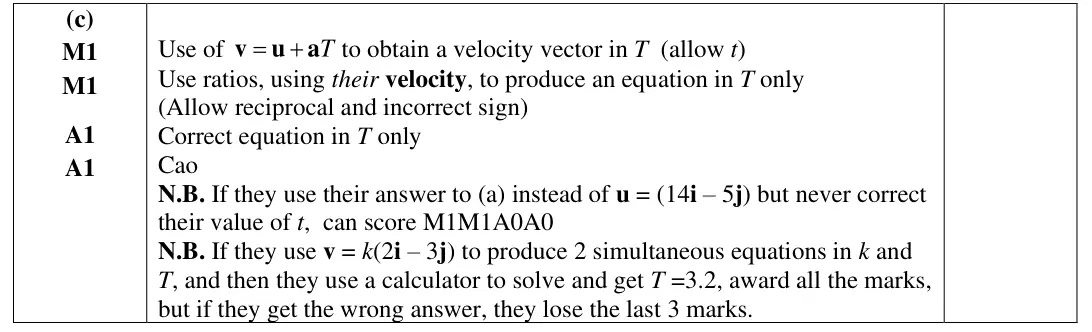 (c)
M1 Use of v = u + aT to obtain a velocity vector in T (allow t)
M1 Use ratios, using their velocity, to produce an equation in T only
(Allow reciprocal and incorrect sign)
A1 Correct equation in T only
A1 Cao
N.B. If they use their answer to (a) instead of u = (14i – 5j) but never correct
their value of t, can score M1M1A0A0
N.B. If they use v = k(2i – 3j) to produce 2 simultaneous equations in k and
T, and then they use a calculator to solve and get T =3.2, award all the marks,
but if they get the wrong answer, they lose the last 3 marks.